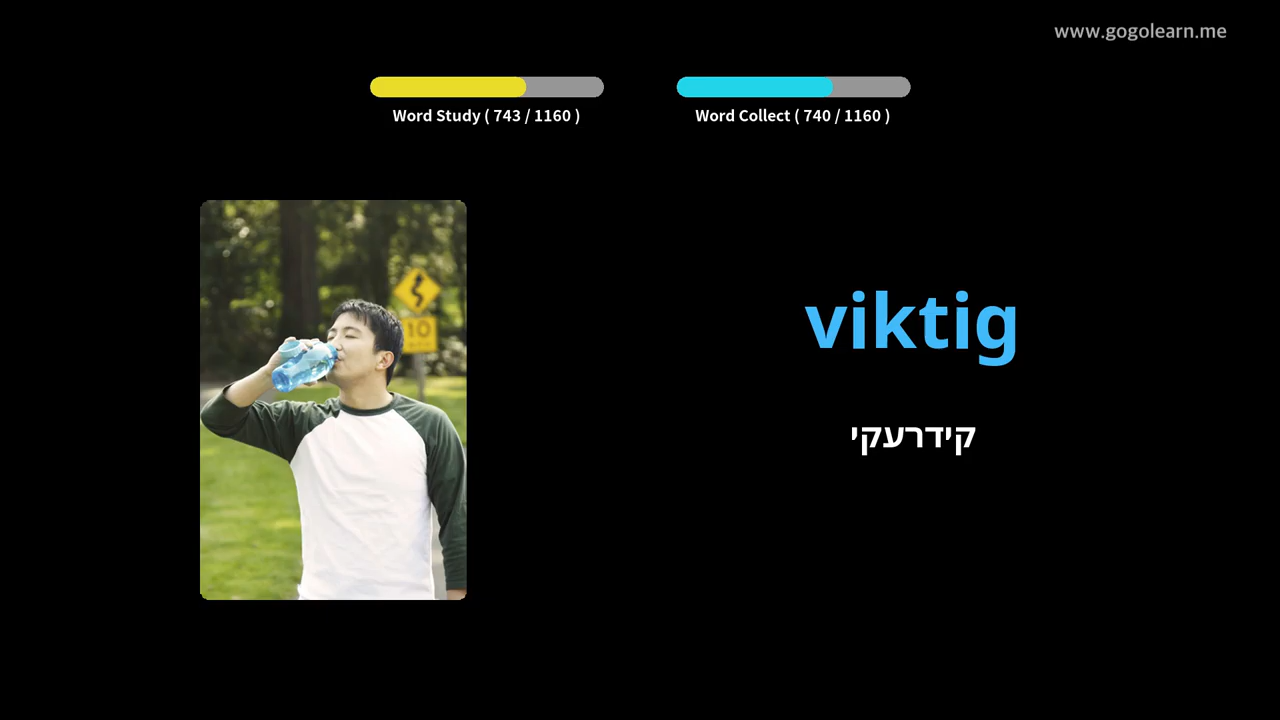 www.gogolearn.me
Word Study ( 743 / 1160 )
Word Collect ( 740 / 1160 )
10
viktig
קידרעקי